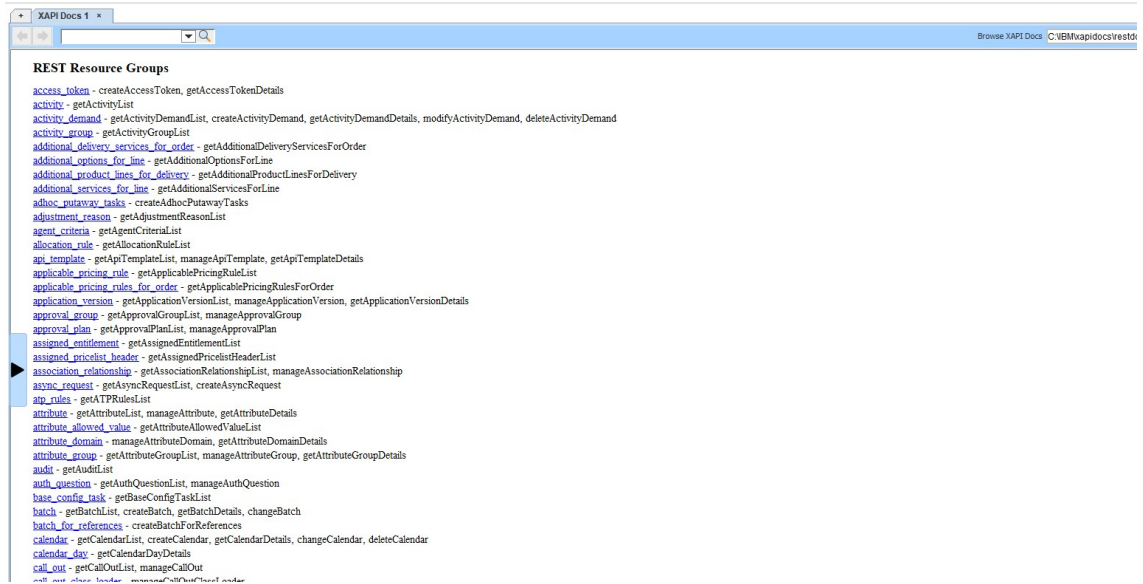 + XAPI Docs 1 ×
Browse XAPI Docs C:\IBM\xapidocs\restdo
REST Resource Groups
access_token - createAccessToken, getAccessTokenDetails
activity - getActivityList
activity_demand - getActivityDemandList, createActivityDemand, getActivityDemandDetails, modifyActivityDemand, deleteActivityDemand
activity_group - getActivityGroupList
additional_delivery_services_for_order - getAdditionalDeliveryServicesForOrder
additional_options_for_line - getAdditionalOptionsForLine
additional_product_lines_for_delivery - getAdditionalProductLinesForDelivery
additional_services_for_line - getAdditionalServicesForLine
adhoc_putaway_tasks - createAdhocPutawayTasks
adjustment_reason - getAdjustmentReasonList
agent_criteria - getAgentCriteriaList
allocation_rule - getAllocationRuleList
api_template - getApiTemplateList, manageApiTemplate, getApiTemplateDetails
applicable_pricing_rule - getApplicablePricingRuleList
applicable_pricing_rules_for_order - getApplicablePricingRulesForOrder
application_version - getApplicationVersionList, manageApplicationVersion, getApplicationVersionDetails
approval_group - getApprovalGroupList, manageApprovalGroup
approval_plan - getApprovalPlanList, manageApprovalPlan
assigned_entitlement - getAssignedEntitlementList
assigned_pricelist_header - getAssignedPricelistHeaderList
association_relationship - getAssociationRelationshipList, manageAssociationRelationship
async_request - getAsyncRequestList, createAsyncRequest
atp_rules - getATPRulesList
attribute - getAttributeList, manageAttribute, getAttributeDetails
attribute_allowed_value - getAttributeAllowedValueList
attribute_domain - manageAttributeDomain, getAttributeDomainDetails
attribute_group - getAttributeGroupList, manageAttributeGroup, getAttributeGroupDetails
audit - getAuditList
auth_question - getAuthQuestionList, manageAuthQuestion
base_config_task - getBaseConfigTaskList
batch - getBatchList, createBatch, getBatchDetails, changeBatch
batch_for_references - createBatchForReferences
calendar - getCalendarList, createCalendar, getCalendarDetails, changeCalendar, deleteCalendar
calendar_day - getCalendarDayDetails
call_out - getCallOutList, manageCallOut
call_out_class_loader - manageCallOutClassLoader